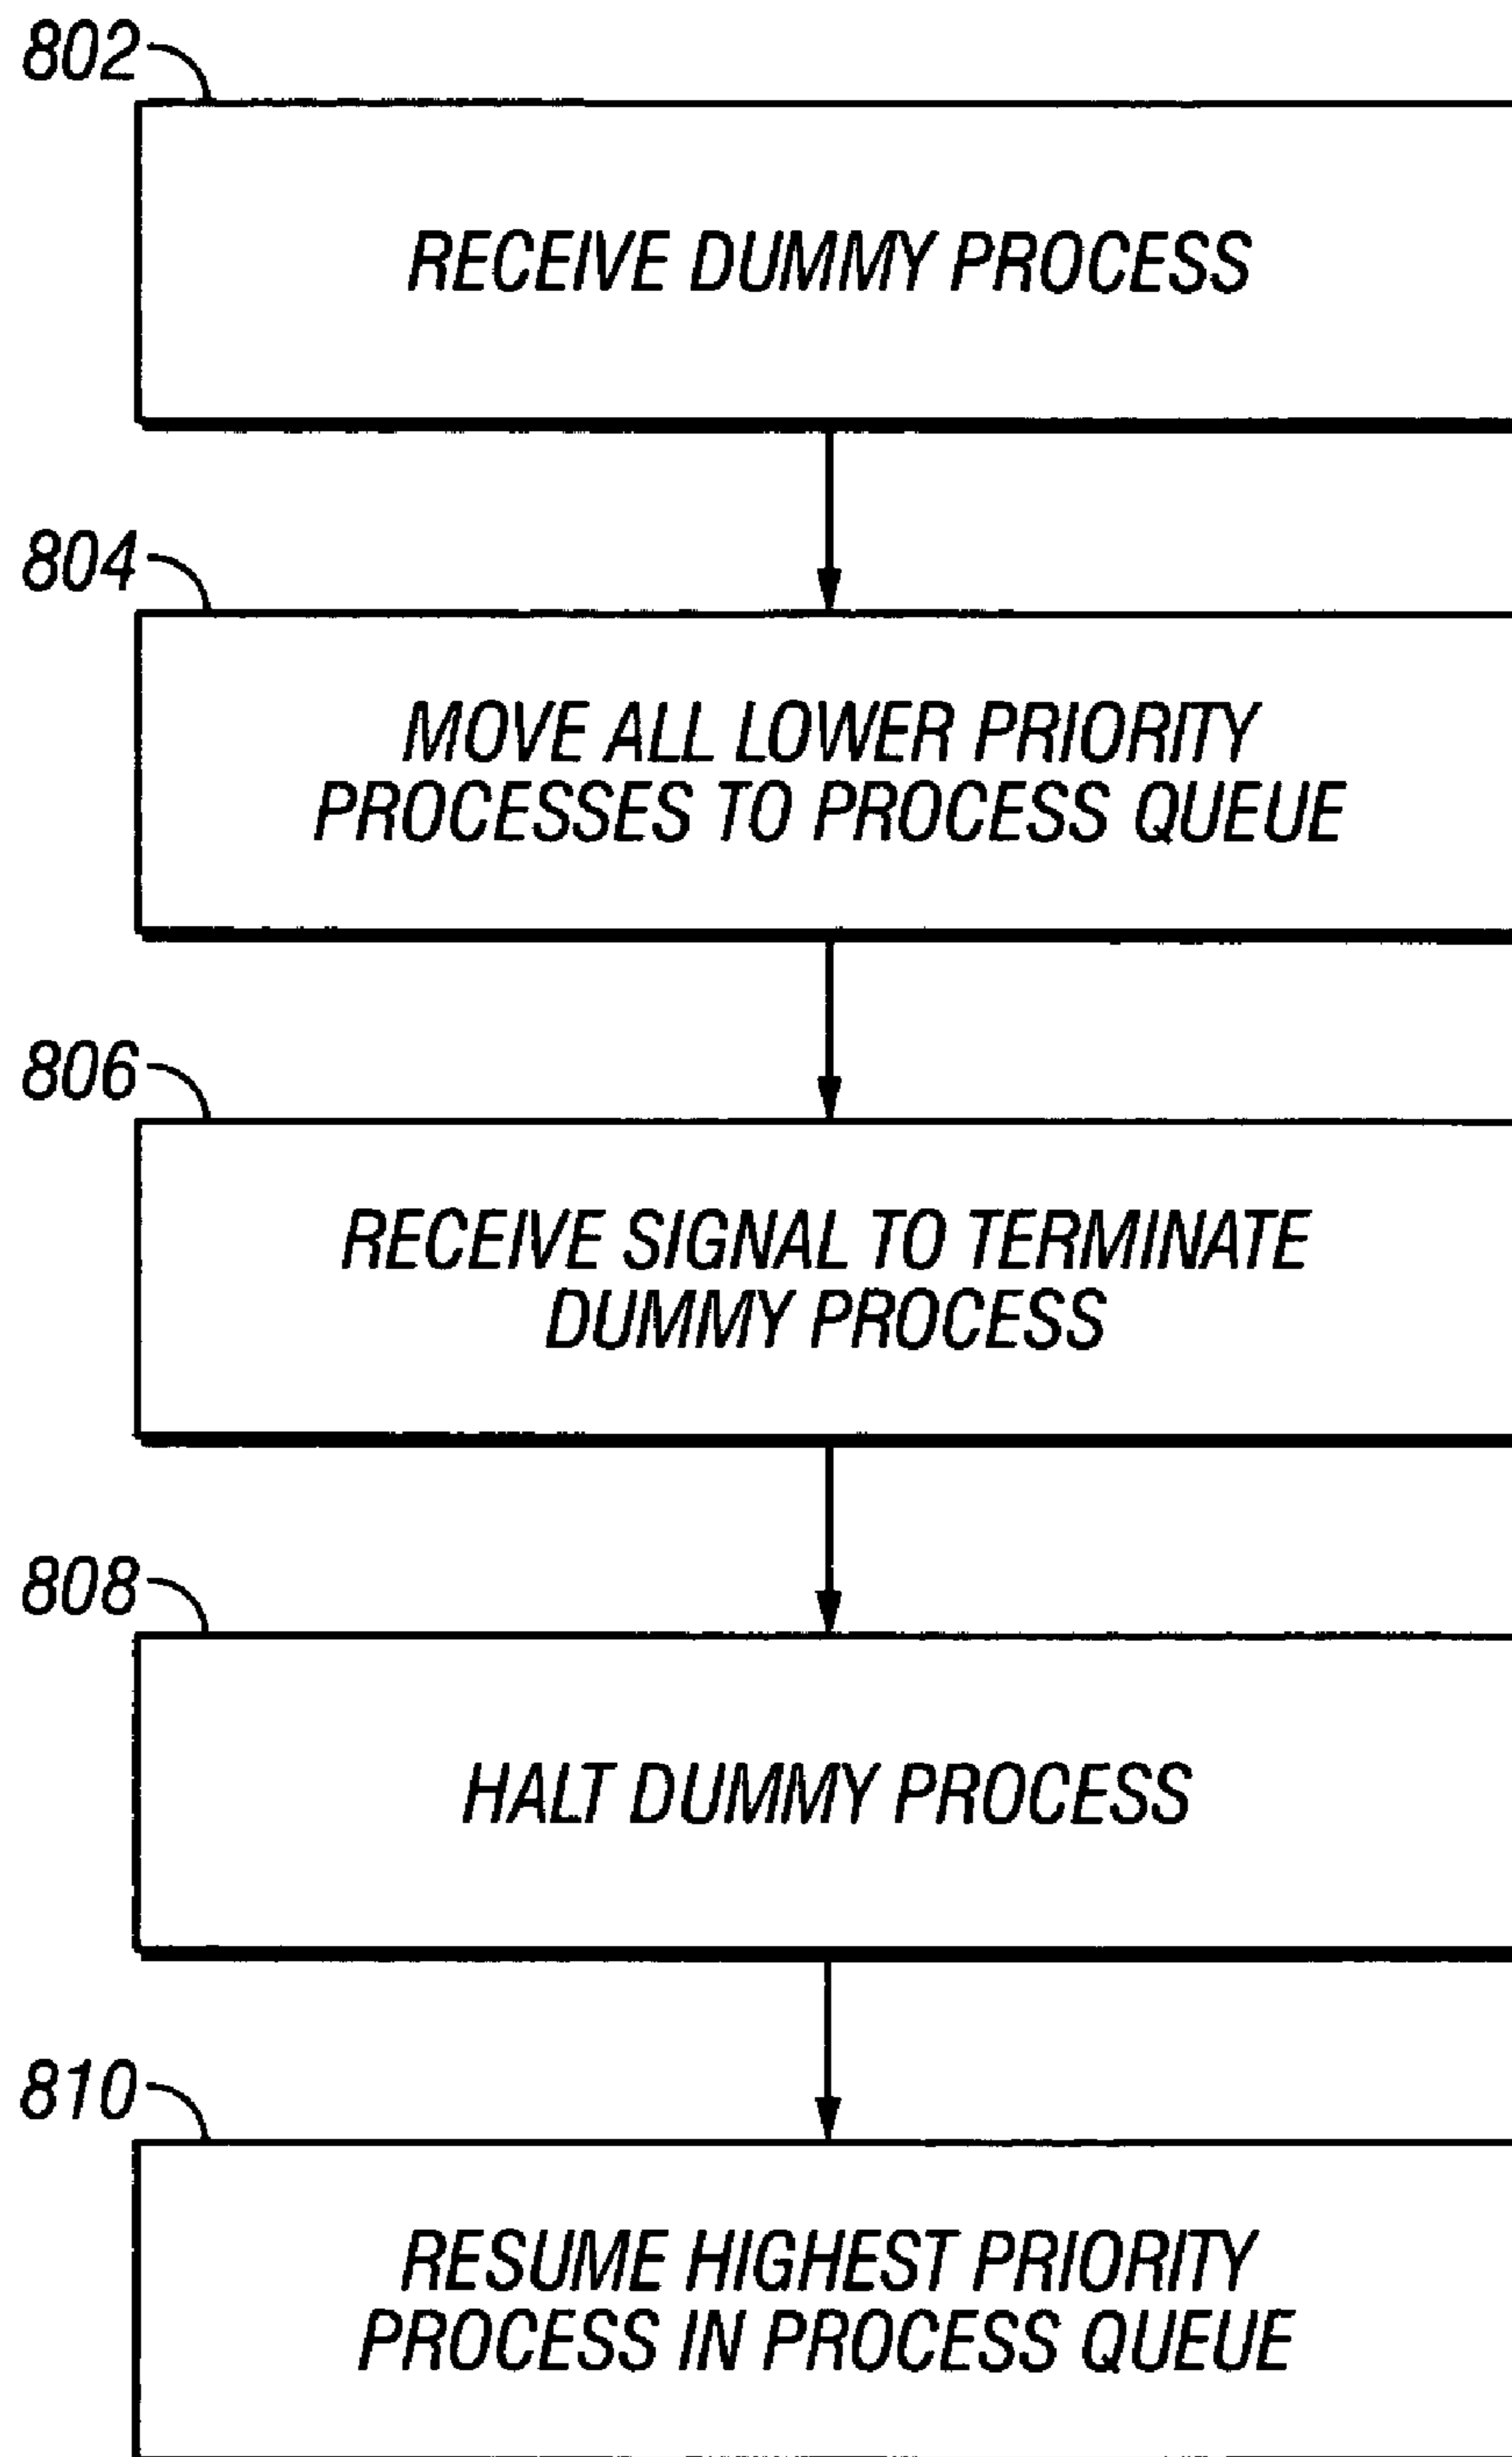 802
RECEIVE DUMMY PROCESS
804
MOVE ALL LOWER PRIORITY
PROCESSES TO PROCESS QUEUE
806
RECEIVE SIGNAL TO TERMINATE
DUMMY PROCESS
808
HALT DUMMY PROCESS
810
RESUME HIGHEST PRIORITY
PROCESS IN PROCESS QUEUE